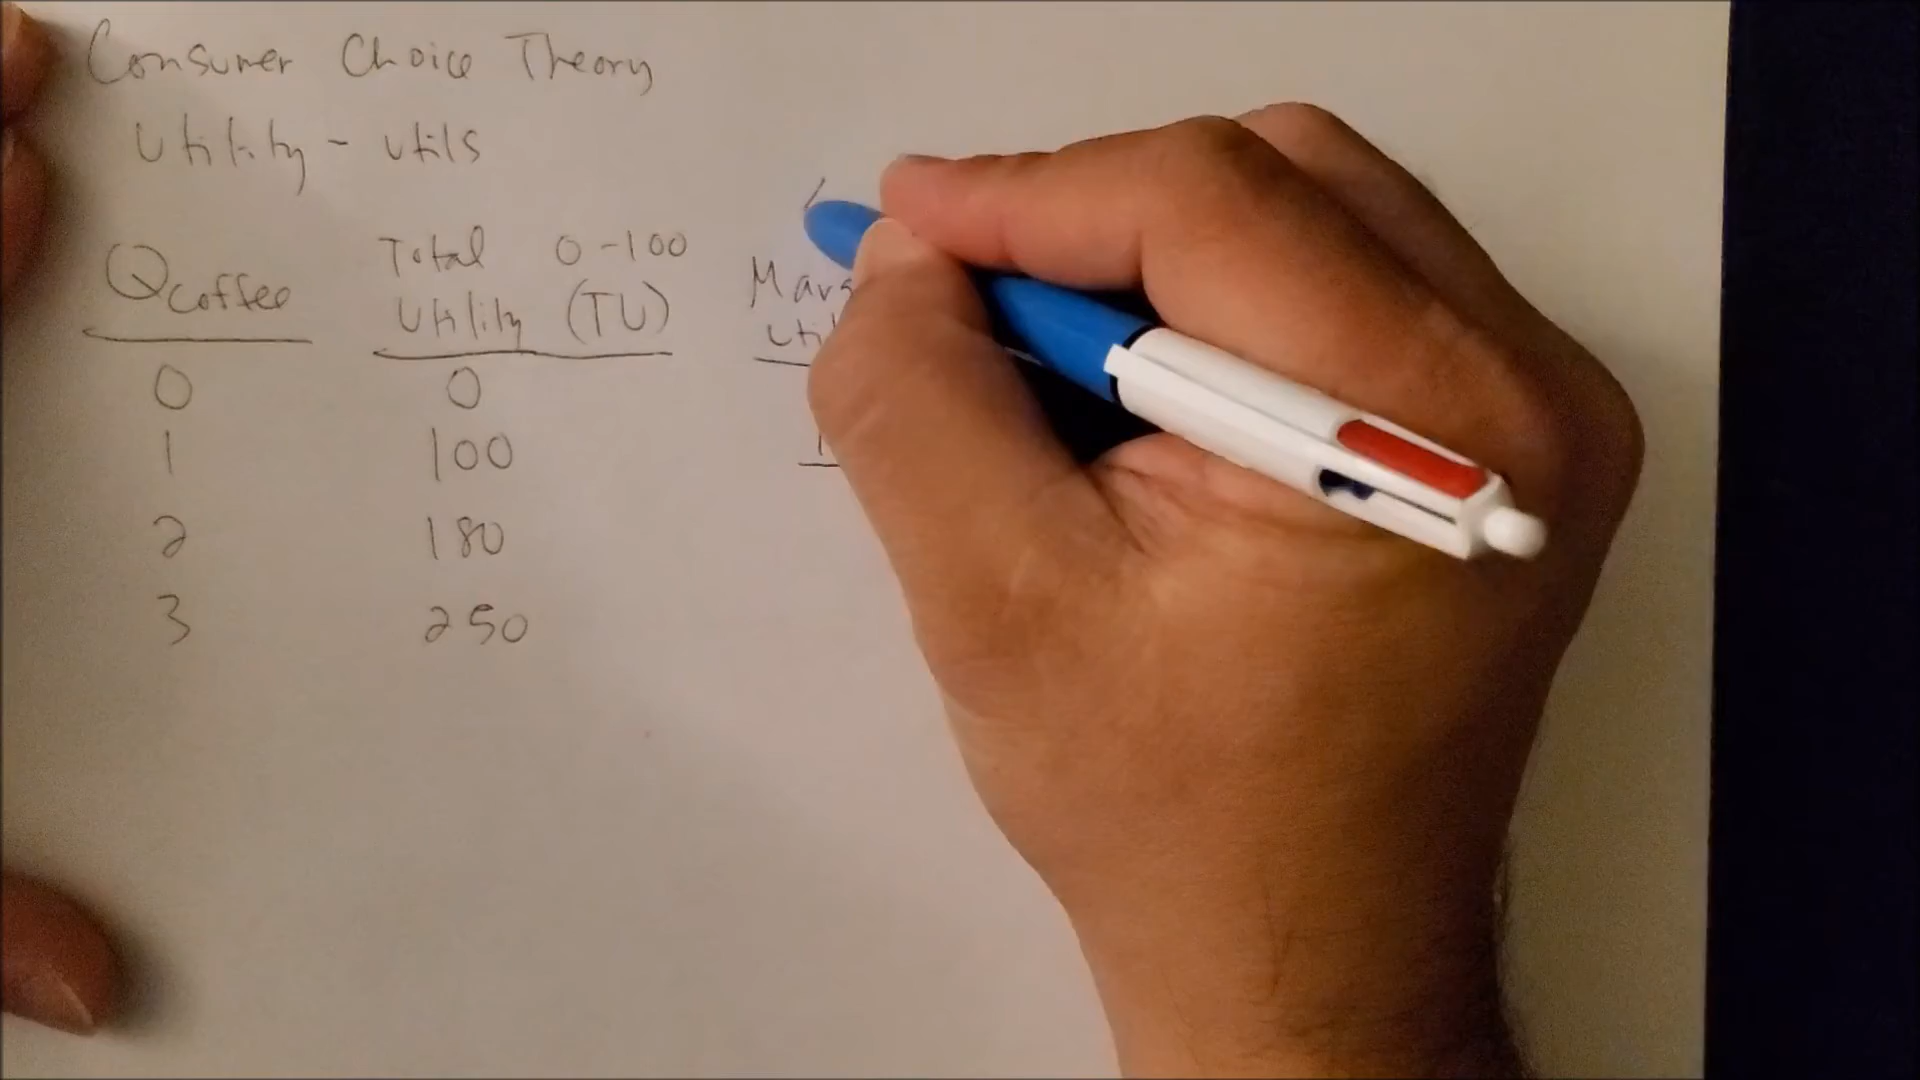 Consumer Choice Theory
Utility - utils
Qcoffee
Total 0-100
Utility (TU)
0 0
1 100
2 180
3 250